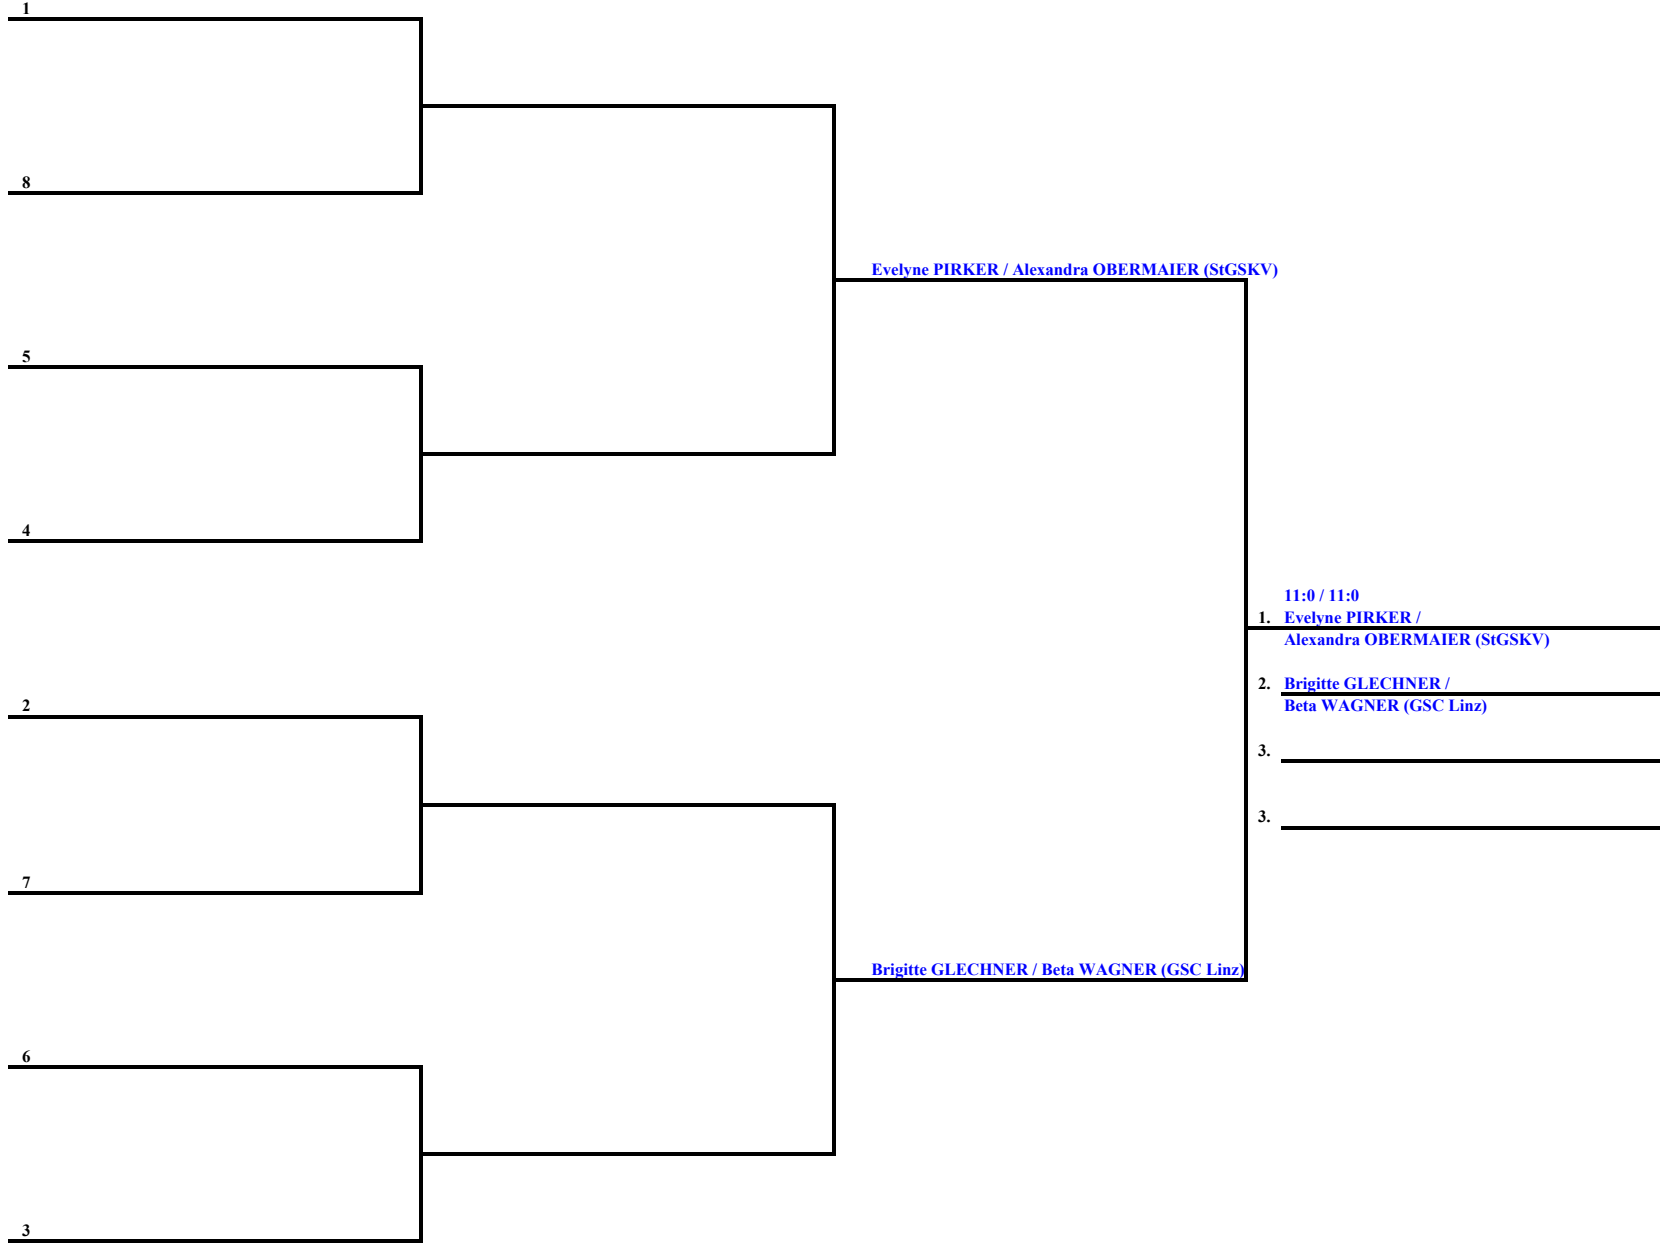 1
8
Evelyne PIRKER / Alexandra OBERMAIER (StGSKV)
5
4
11:0 / 11:0
1. Evelyne PIRKER /
Alexandra OBERMAIER (StGSKV)
2. Brigitte GLECHNER /
Beta WAGNER (GSC Linz)
2
3.
3.
7
Brigitte GLECHNER / Beta WAGNER (GSC Linz)
6
3